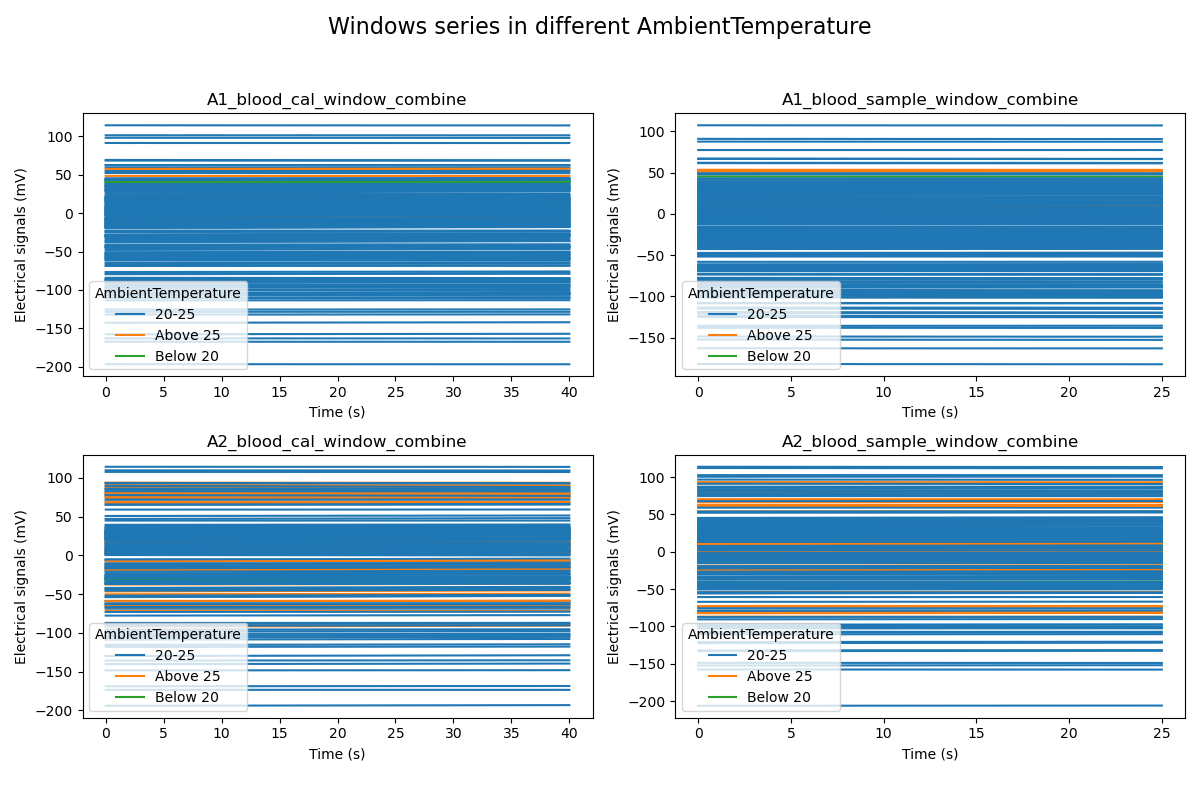 Windows series in different AmbientTemperature
A1_blood_cal_window_combine
Electrical signals (mV)
100
50
0
−50
−100
−150
−200
AmbientTemperature
20-25
Above 25
Below 20
0 5 10 15 20 25 30 35 40
Time (s)
A1_blood_sample_window_combine
Electrical signals (mV)
100
50
0
−50
−100
−150
AmbientTemperature
20-25
Above 25
Below 20
0 5 10 15 20 25
Time (s)
A2_blood_cal_window_combine
Electrical signals (mV)
100
50
0
−50
−100
−150
−200
AmbientTemperature
20-25
Above 25
Below 20
0 5 10 15 20 25 30 35 40
Time (s)
A2_blood_sample_window_combine
Electrical signals (mV)
100
50
0
−50
−100
−150
−200
AmbientTemperature
20-25
Above 25
Below 20
0 5 10 15 20 25
Time (s)